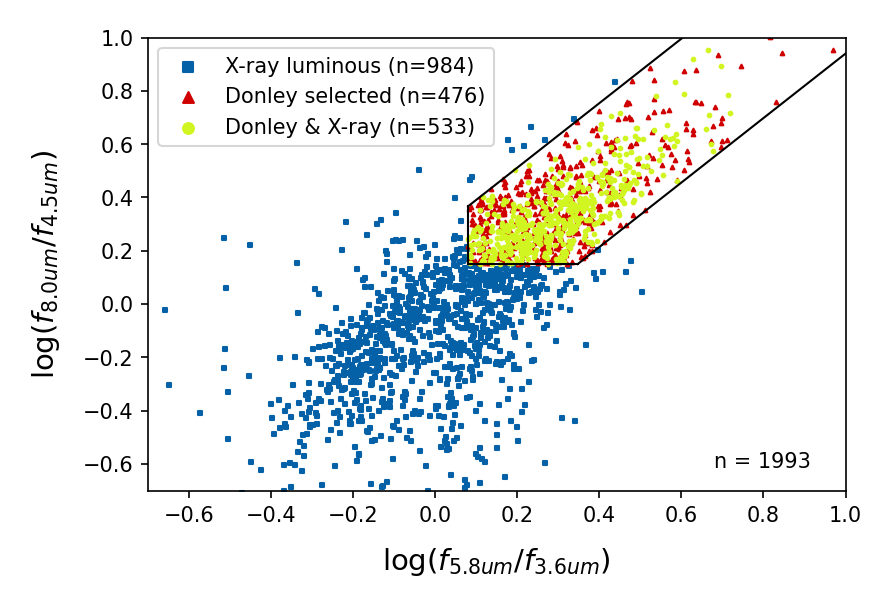 X-ray luminous (n=984)
Donley selected (n=476)
Donley & X-ray (n=533)
1.0
0.8
0.6
0.4
0.2
0.0
−0.2
−0.4
−0.6
log(f8.0um/f4.5um)
n = 1993
−0.6 −0.4 −0.2 0.0 0.2 0.4 0.6 0.8 1.0
log(f5.8um/f3.6um)